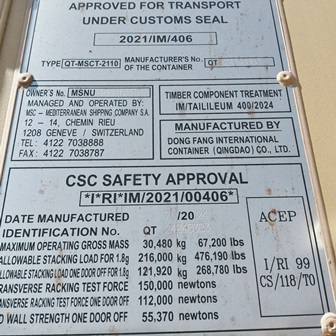 APPROVED FOR TRANSPORT
UNDER CUSTOMS SEAL
2021/IM/406
TYPE QT-MSCT-2110 MANUFACTURER'S No. OF THE CONTAINER QT
OWNER'S No. MSNU
MANAGED AND OPERATED BY:
MSC – MEDITERRANEAN SHIPPING COMPANY S.A.
12 – 14, CHEMIN RIEU
1208 GENEVE / SWITZERLAND
TEL : 4122 7038888
FAX : 4122 7038787
TIMBER COMPONENT TREATMENT
IM/TAILILEUM 400/2024
MANUFACTURED BY
DONG FANG INTERNATIONAL
CONTAINER (QINGDAO) CO., LTD.
CSC SAFETY APPROVAL
*I*RI*IM/2021/00406*
DATE MANUFACTURED /20
IDENTIFICATION No. QT
MAXIMUM OPERATING GROSS MASS 30,480 kg 67,200 lbs
ALLOWABLE STACKING LOAD FOR 1.8g 216,000 kg 476,190 lbs
ALLOWABLE STACKING LOAD ONE DOOR OFF FOR 1.8g 121,920 kg 268,780 lbs
TRANSVERSE RACKING TEST FORCE 150,000 newtons
TRANSVERSE RACKING FORCE ONE DOOR OFF 112,000 newtons
END WALL STRENGTH ONE DOOR OFF 55,370 newtons
ACEP
I/RI 99
CS/118/TO